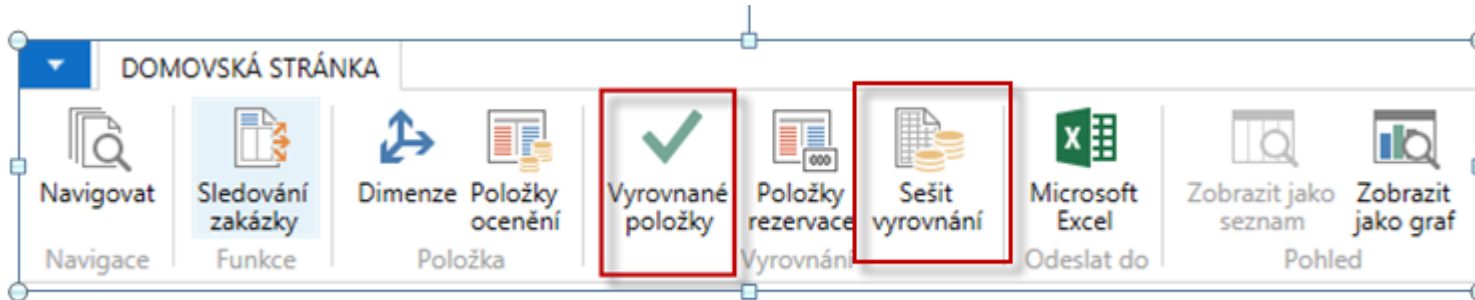 DOMOVSKÁ STRÁNKA
Navigovat
Sledování
zakázky
Dimenze
Položky
ocenění
Vyrovnané
položky
Položky
rezervace
Sešit
vyrovnání
Microsoft
Excel
Zobrazit jako
seznam
Zobrazit
jako graf
Navigace
Funkce
Položka
Vyrovnání
Odeslat do
Pohled